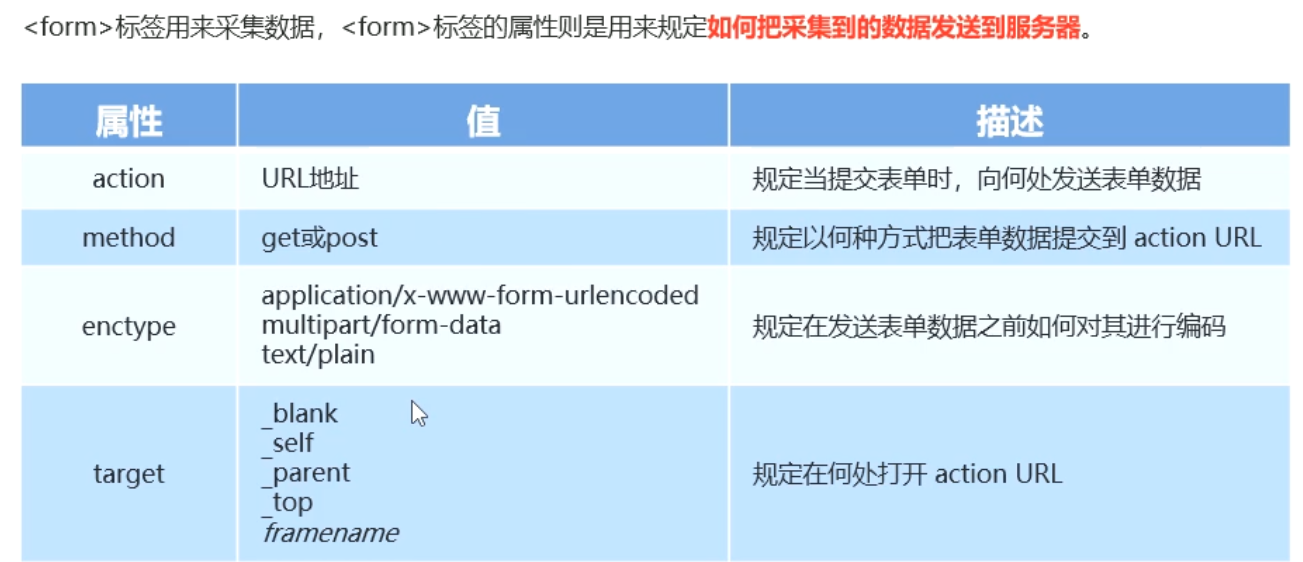 <form>标签用来采集数据，<form>标签的属性则是用来规定如何把采集到的数据发送到服务器。
属性 值 描述
action URL地址 规定当提交表单时，向何处发送表单数据
method get或post 规定以何种方式把表单数据提交到 action URL
enctype
application/x-www-form-urlencoded
multipart/form-data
text/plain
规定在发送表单数据之前如何对其进行编码
target
_blank
_self
_parent
_top
framename
规定在何处打开 action URL